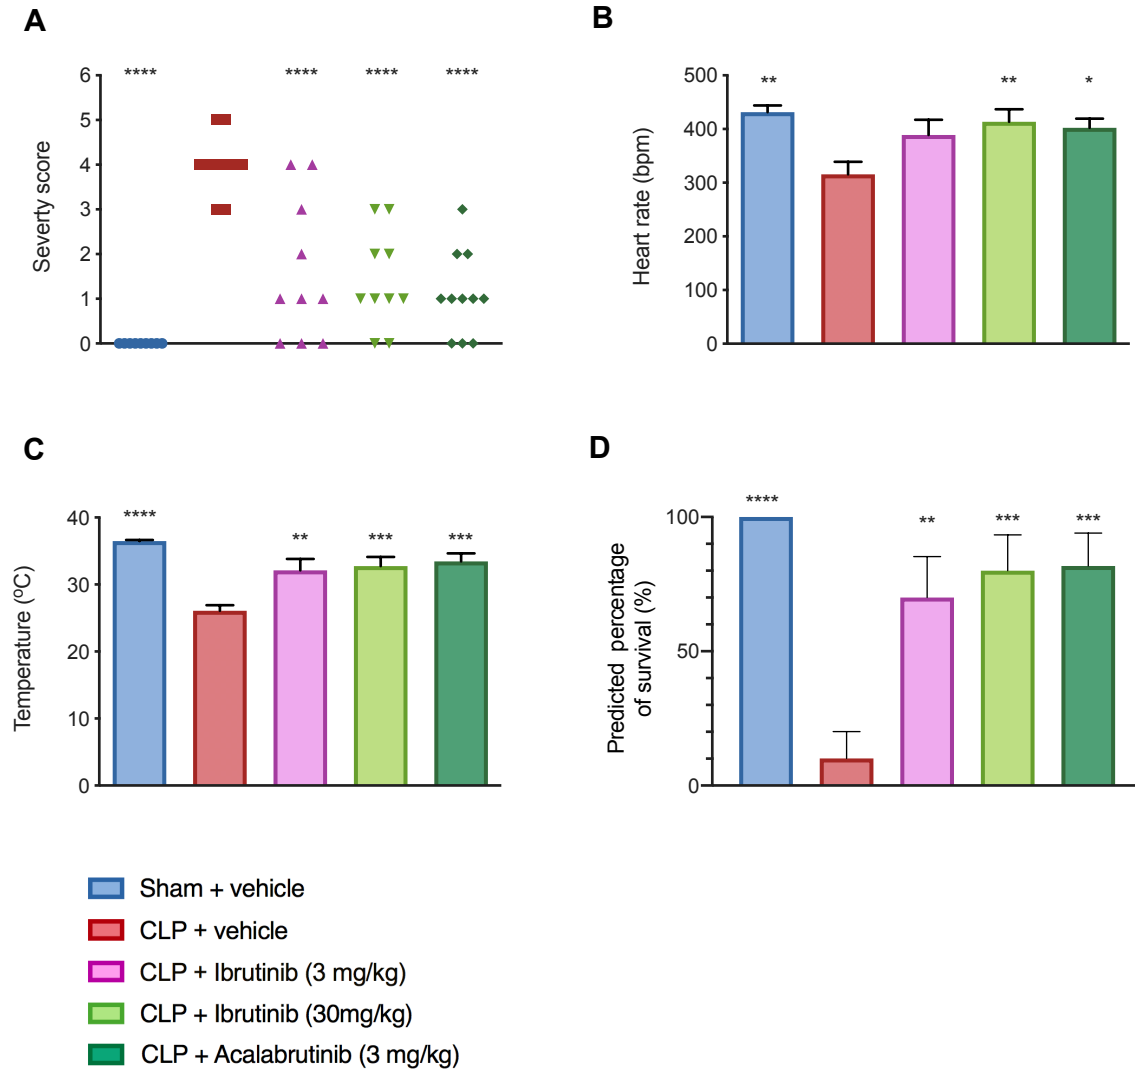 A
6
5
4
3
2
1
0
Severty score
****
****
****
****
B
500
400
300
200
100
0
Heart rate (bpm)
**
**
*
C
40
30
20
10
0
Temperature (ºC)
****
**
***
***
D
100
50
0
Predicted percentage
of survival (%)
****
**
***
***
Sham + vehicle
CLP + vehicle
CLP + Ibrutinib (3 mg/kg)
CLP + Ibrutinib (30mg/kg)
CLP + Acalabrutinib (3 mg/kg)